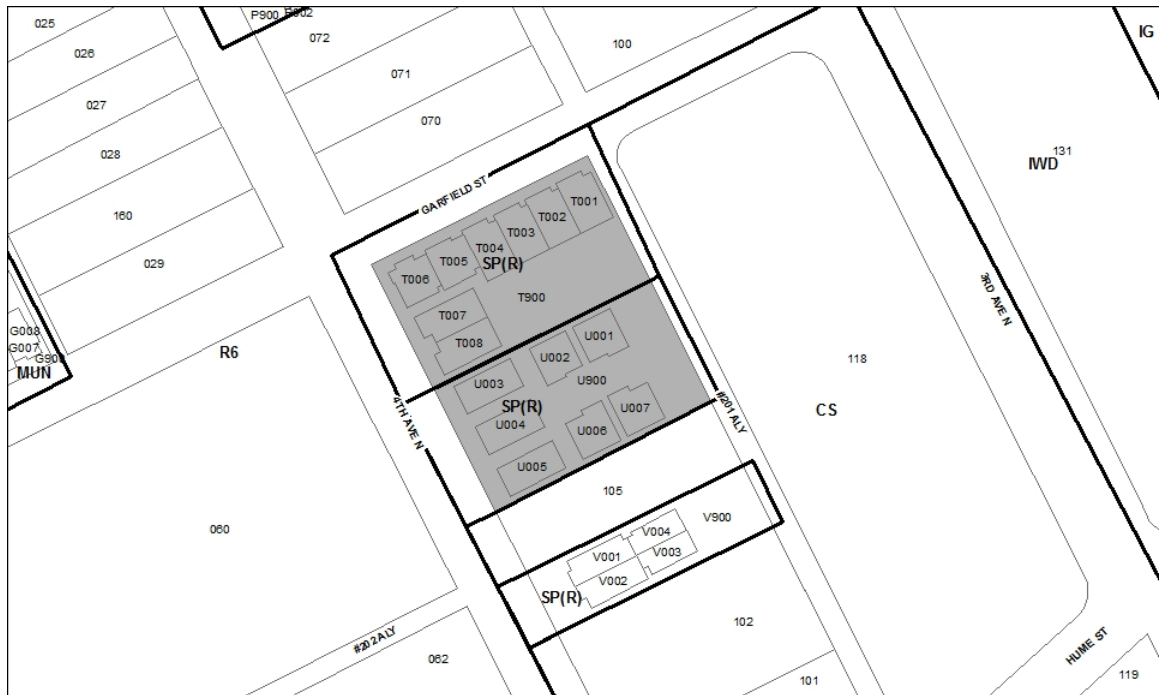 025
P900
072
100
IG
026
071
027
070
131
IWD
028
GARFIELD ST
160
T001
T002
T003
T004
T005
T006
SP(R)
029
T900
3RD AVE N
T007
T008
G008
G007
MUN
R6
U001
U002
U003
U900
118
4TH AVE N
SP(R)
U004
U007
#201 ALY
CS
U006
U005
105
060
V900
V004
V001
V003
V002
SP(R)
102
#202 ALY
062
HUME ST
101
119